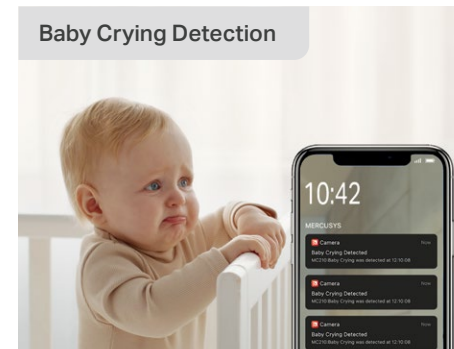 Baby Crying Detection
10:42
MERCUSYS
Camera Now
Baby Crying Detected
MC210:Baby Crying was detected at 12:10:08
Camera Now
Baby Crying Detected
MC210:Baby Crying was detected at 12:10:08
Camera Now
Baby Crying Detected
MC210:Baby Crying was detected at 12:10:08